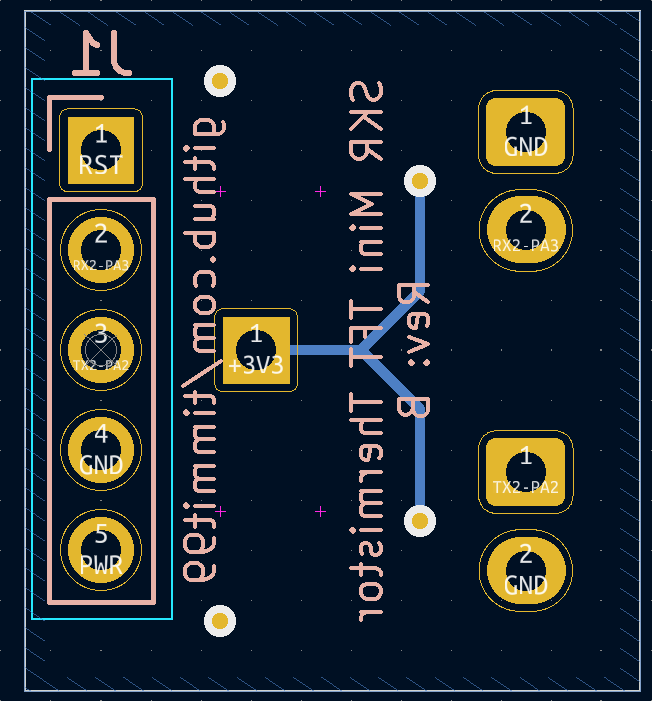 J1
1
RST
2
RX2-PA3
3
TX2-PA2
4
GND
5
PWR
github.com/timmit99
1
+3V3
SKR Mini TFT Thermistor
Rev: B
1
GND
2
RX2-PA3
1
TX2-PA2
2
GND